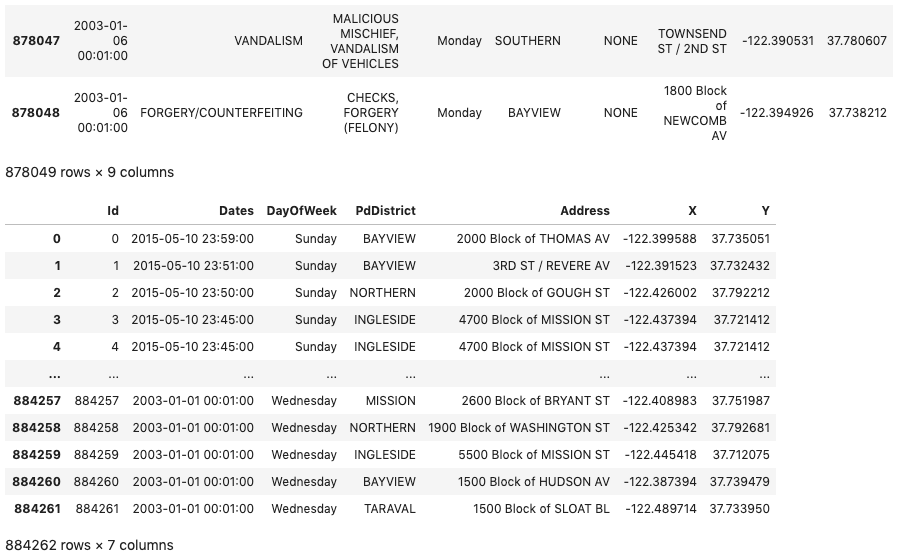 878047 2003-01-06 00:01:00 VANDALISM MALICIOUS MISCHIEF, VANDALISM OF VEHICLES Monday SOUTHERN NONE TOWNSEND ST / 2ND ST -122.390531 37.780607
878048 2003-01-06 00:01:00 FORGERY/COUNTERFEITING CHECKS, FORGERY (FELONY) Monday BAYVIEW NONE 1800 Block of NEWCOMB AV -122.394926 37.738212
878049 rows × 9 columns
Id Dates DayOfWeek PdDistrict Address X Y
0 0 2015-05-10 23:59:00 Sunday BAYVIEW 2000 Block of THOMAS AV -122.399588 37.735051
1 1 2015-05-10 23:51:00 Sunday BAYVIEW 3RD ST / REVERE AV -122.391523 37.732432
2 2 2015-05-10 23:50:00 Sunday NORTHERN 2000 Block of GOUGH ST -122.426002 37.792212
3 3 2015-05-10 23:45:00 Sunday INGLESIDE 4700 Block of MISSION ST -122.437394 37.721412
4 4 2015-05-10 23:45:00 Sunday INGLESIDE 4700 Block of MISSION ST -122.437394 37.721412
... ... ... ... ... ... ... ...
884257 884257 2003-01-01 00:01:00 Wednesday MISSION 2600 Block of BRYANT ST -122.408983 37.751987
884258 884258 2003-01-01 00:01:00 Wednesday NORTHERN 1900 Block of WASHINGTON ST -122.425342 37.792681
884259 884259 2003-01-01 00:01:00 Wednesday INGLESIDE 5500 Block of MISSION ST -122.445418 37.712075
884260 884260 2003-01-01 00:01:00 Wednesday BAYVIEW 1500 Block of HUDSON AV -122.387394 37.739479
884261 884261 2003-01-01 00:01:00 Wednesday TARAVAL 1500 Block of SLOAT BL -122.489714 37.733950
884262 rows × 7 columns